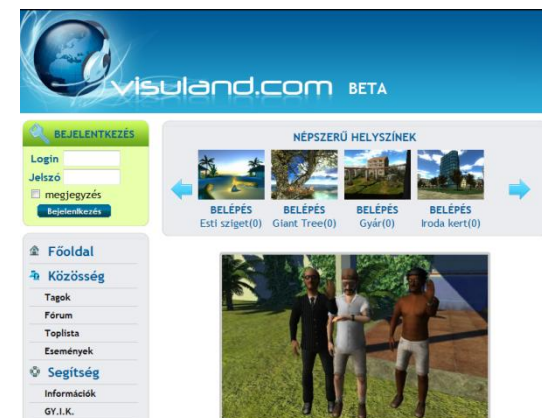 visuland.com BETA
BEJELENTKEZÉS
Login
Jelszó
megjegyzés
Bejelentkezés
NÉPSZERŰ HELYSZÍNEK
BELÉPÉS BELÉPÉS BELÉPÉS BELÉPÉS
Esti sziget(0) Giant Tree(0) Gyár(0) Iroda kert(0)
Főoldal
Közösség
Tagok
Fórum
Toplista
Események
Segítség
Információk
GY.I.K.